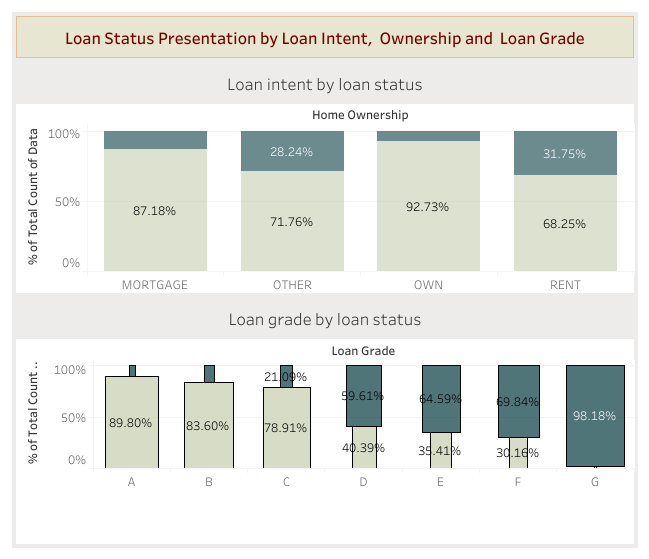 Loan Status Presentation by Loan Intent,  Ownership and  Loan Grade
Loan intent by loan status
Home Ownership
% of Total Count of Data
100%
50%
0%
87.18%
28.24%
71.76%
92.73%
31.75%
68.25%
MORTGAGE
OTHER
OWN
RENT
Loan grade by loan status
Loan Grade
% of Total Count ..
100%
50%
0%
89.80%
83.60%
21.09%
78.91%
59.61%
40.39%
64.59%
35.41%
69.84%
30.16%
98.18%
A
B
C
D
E
F
G